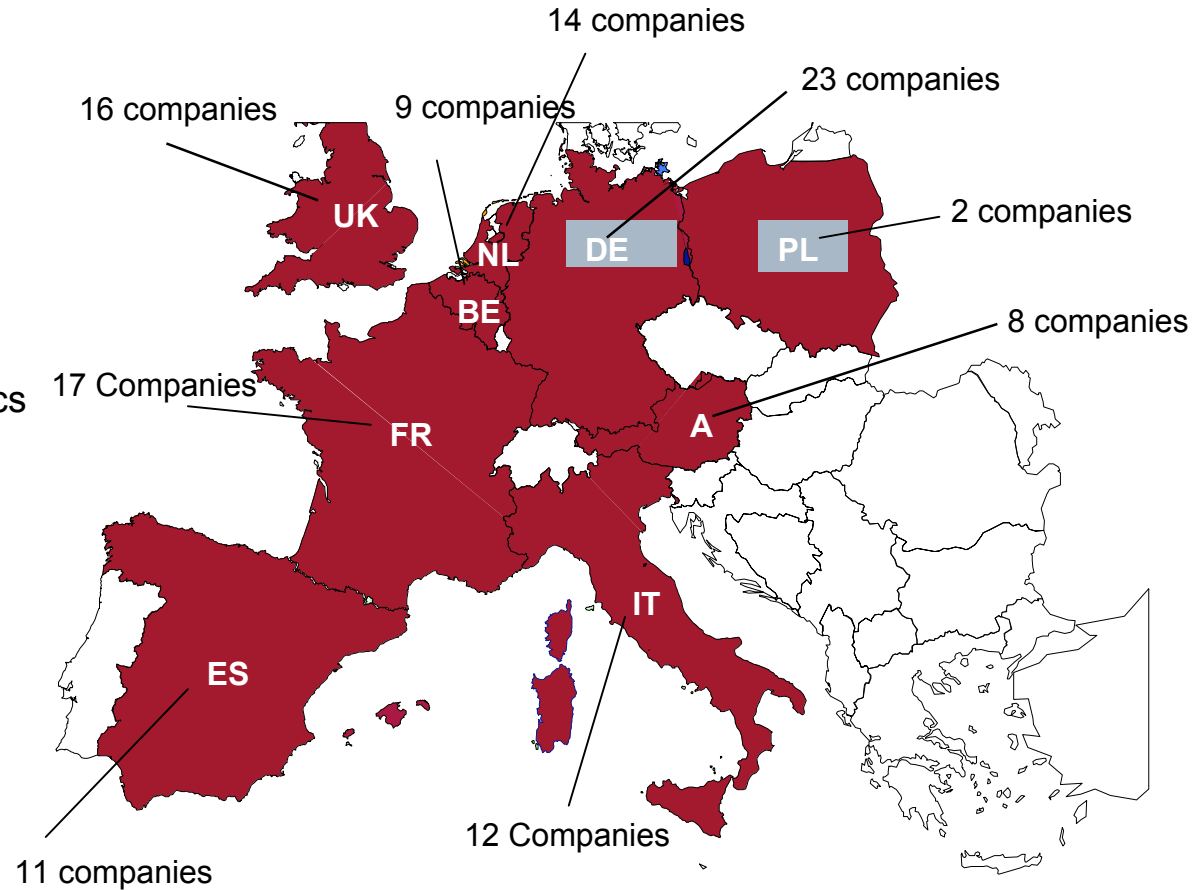 14 companies
23 companies
16 companies
9 companies
UK
2 companies
NL
DE
PL
BE
8 companies
17 Companies
cs
A
FR
IT
ES
12 Companies
11 companies